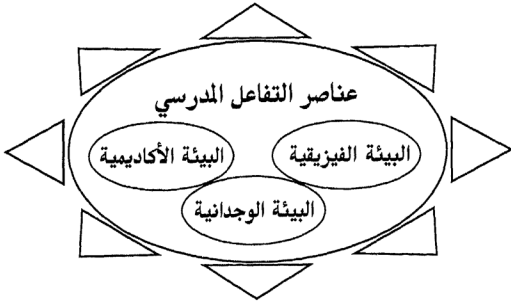 عناصر التفاعل المدرسي
البيئة الفيزيقية
البيئة الأكاديمية
البيئة الوجدانية